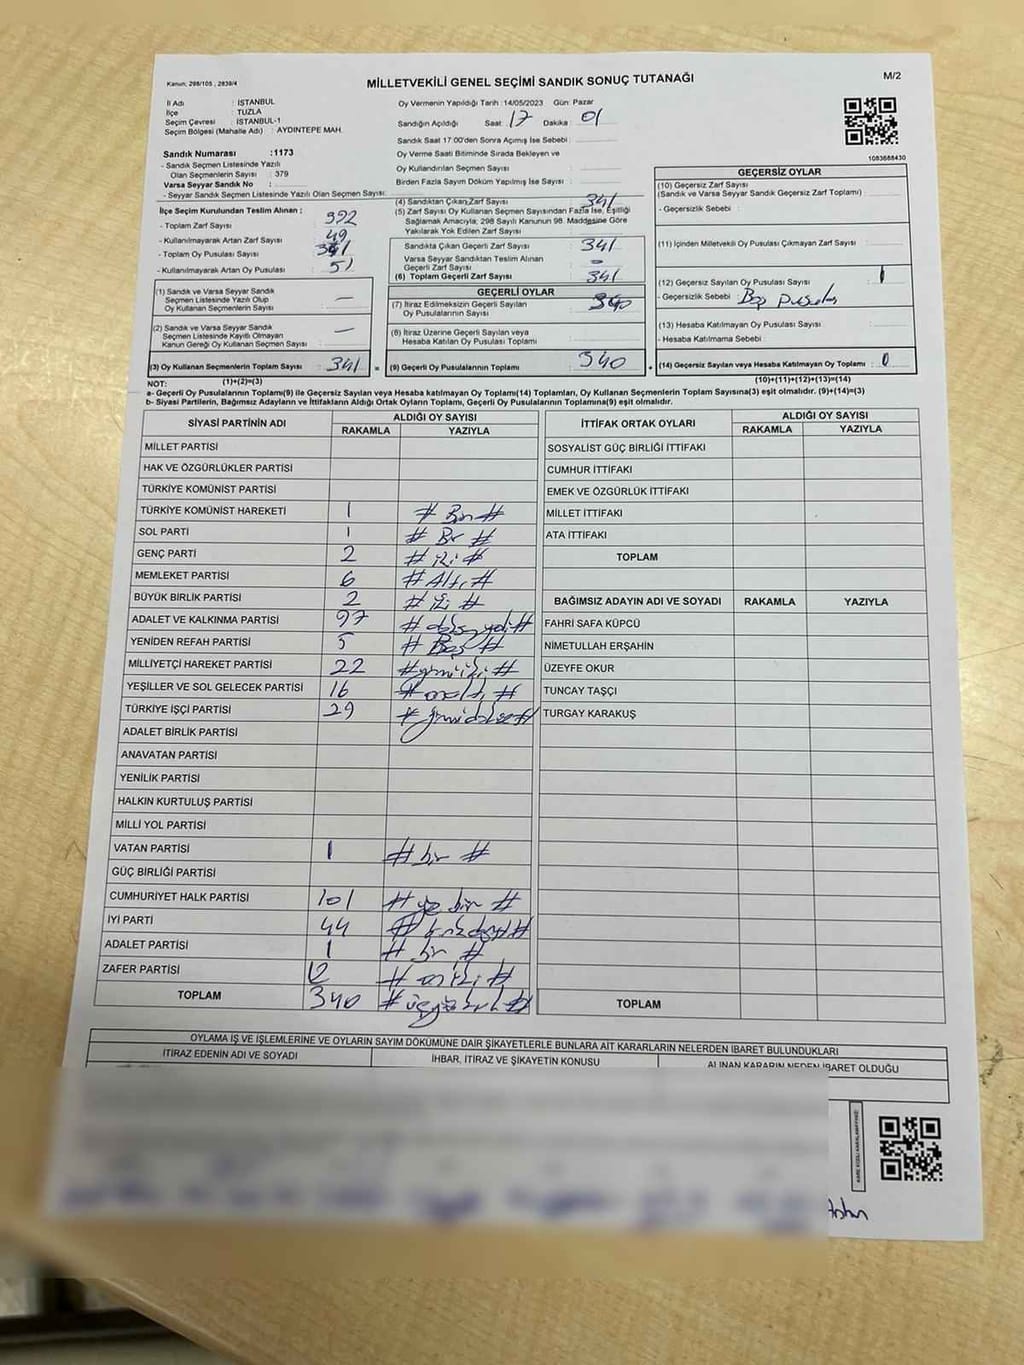 Kanun; 298/105 , 2839/4
MİLLETVEKİLİ GENEL SEÇİMİ SANDIK SONUÇ TUTANAĞI
M/2
İl Adı : İSTANBUL
İlçe : TUZLA
Seçim Çevresi : İSTANBUL-1
Seçim Bölgesi (Mahalle Adı) : AYDINTEPE MAH.
Sandık Numarası : 1173
- Sandık Seçmen Listesinde Yazılı
Olan Seçmenlerin Sayısı : 379
Varsa Seyyar Sandık No :
- Seyyar Sandık Seçmen Listesinde Yazılı Olan Seçmen Sayısı:
Oy Vermenin Yapıldığı Tarih : 14/05/2023 Gün: Pazar
Sandığın Açıldığı Saat: 17 Dakika : 01
Sandık Saat 17:00'den Sonra Açılmış İse Sebebi :
Oy Verme Saati Bitiminde Sırada Bekleyen ve
Oy Kullandırılan Seçmen Sayısı :
Birden Fazla Sayım Döküm Yapılmış İse Sayısı :
1083688430
İlçe Seçim Kurulundan Teslim Alınan :
- Toplam Zarf Sayısı : 392
- Kullanılmayarak Artan Zarf Sayısı : 49
- Toplam Oy Pusulası Sayısı :
- Kullanılmayarak Artan Oy Pusulası : 51
(1) Sandık ve Varsa Seyyar Sandık
Seçmen Listesinde Yazılı Olup
Oy Kullanan Seçmenlerin Sayısı : —
(2) Sandık ve Varsa Seyyar Sandık
Seçmen Listesinde Kayıtlı Olmayan
Kanun Gereği Oy Kullanan Seçmen Sayısı : —
(3) Oy Kullanan Seçmenlerin Toplam Sayısı : 341
(4) Sandıktan Çıkan Zarf Sayısı : 341
(5) Zarf Sayısı Oy Kullanan Seçmen Sayısından Fazla İse, Eşitliği
Sağlamak Amacıyla; 298 Sayılı Kanunun 98. Maddesine Göre
Yakılarak Yok Edilen Zarf Sayısı :
Sandıkta Çıkan Geçerli Zarf Sayısı : 341
Varsa Seyyar Sandıktan Teslim Alınan
Geçerli Zarf Sayısı : -
(6) Toplam Geçerli Zarf Sayısı : 341
GEÇERLİ OYLAR
(7) İtiraz Edilmeksizin Geçerli Sayılan
Oy Pusulalarının Sayısı : 340
(8) İtiraz Üzerine Geçerli Sayılan veya
Hesaba Katılan Oy Pusulaları Toplamı :
= (9) Geçerli Oy Pusulalarının Toplamı : 340
GEÇERSİZ OYLAR
(10) Geçersiz Zarf Sayısı
(Sandık ve Varsa Seyyar Sandık Geçersiz Zarf Toplamı) :
- Geçersizlik Sebebi :
(11) İçinden Milletvekili Oy Pusulası Çıkmayan Zarf Sayısı :
(12) Geçersiz Sayılan Oy Pusulası Sayısı : 1
- Geçersizlik Sebebi : Boş pusula
(13) Hesaba Katılmayan Oy Pusulası Sayısı :
- Hesaba Katılmama Sebebi :
+ (14) Geçersiz Sayılan veya Hesaba Katılmayan Oy Toplamı :
NOT: (1)+(2)=(3) (10)+(11)+(12)+(13)=(14)
a- Geçerli Oy Pusulalarının Toplamı(9) ile Geçersiz Sayılan veya Hesaba katılmayan Oy Toplamı(14) Toplamları, Oy Kullanan Seçmenlerin Toplam Sayısına(3) eşit olmalıdır. (9)+(14)=(3)
b- Siyasi Partilerin, Bağımsız Adayların ve İttifakların Aldığı Ortak Oyların Toplamı, Geçerli Oy Pusulalarının Toplamına(9) eşit olmalıdır.
SİYASİ PARTİNİN ADI ALDIĞI OY SAYISI
RAKAMLA YAZIYLA
MİLLET PARTİSİ
HAK VE ÖZGÜRLÜKLER PARTİSİ
TÜRKİYE KOMÜNİST PARTİSİ
TÜRKİYE KOMÜNİST HAREKETİ 1 # Bir #
SOL PARTİ 1 # Bir #
GENÇ PARTİ 2 # iki #
MEMLEKET PARTİSİ 6 # Altı #
BÜYÜK BİRLİK PARTİSİ 2 # iki #
ADALET VE KALKINMA PARTİSİ 97 # doksanyedi #
YENİDEN REFAH PARTİSİ 5 # Beş #
MİLLİYETÇİ HAREKET PARTİSİ 22 # yirmiiki #
YEŞİLLER VE SOL GELECEK PARTİSİ 16 # onaltı #
TÜRKİYE İŞÇİ PARTİSİ 29 # yirmidokuz #
ADALET BİRLİK PARTİSİ
ANAVATAN PARTİSİ
YENİLİK PARTİSİ
HALKIN KURTULUŞ PARTİSİ
MİLLİ YOL PARTİSİ
VATAN PARTİSİ 1 # bir #
GÜÇ BİRLİĞİ PARTİSİ
CUMHURİYET HALK PARTİSİ 101 # yüz bir #
İYİ PARTİ 44 # kırkdört #
ADALET PARTİSİ 1 # bir #
ZAFER PARTİSİ 12 # oniki #
TOPLAM 340 # üçyüzkırk #
İTTİFAK ORTAK OYLARI ALDIĞI OY SAYISI
RAKAMLA YAZIYLA
SOSYALİST GÜÇ BİRLİĞİ İTTİFAKI
CUMHUR İTTİFAKI
EMEK VE ÖZGÜRLÜK İTTİFAKI
MİLLET İTTİFAKI
ATA İTTİFAKI
TOPLAM
BAĞIMSIZ ADAYIN ADI VE SOYADI RAKAMLA YAZIYLA
FAHRİ SAFA KÜPCÜ
NİMETULLAH ERŞAHİN
ÜZEYFE OKUR
TUNCAY TAŞÇI
TURGAY KARAKUŞ
TOPLAM
OYLAMA İŞ VE İŞLEMLERİNE VE OYLARIN SAYIM DÖKÜMÜNE DAİR ŞİKAYETLERLE BUNLARA AİT KARARLARIN NELERDEN İBARET BULUNDUKLARI
İTİRAZ EDENİN ADI VE SOYADI İHBAR, İTİRAZ VE ŞİKAYETİN KONUSU ALINAN KARARIN NEDEN İBARET OLDUĞU